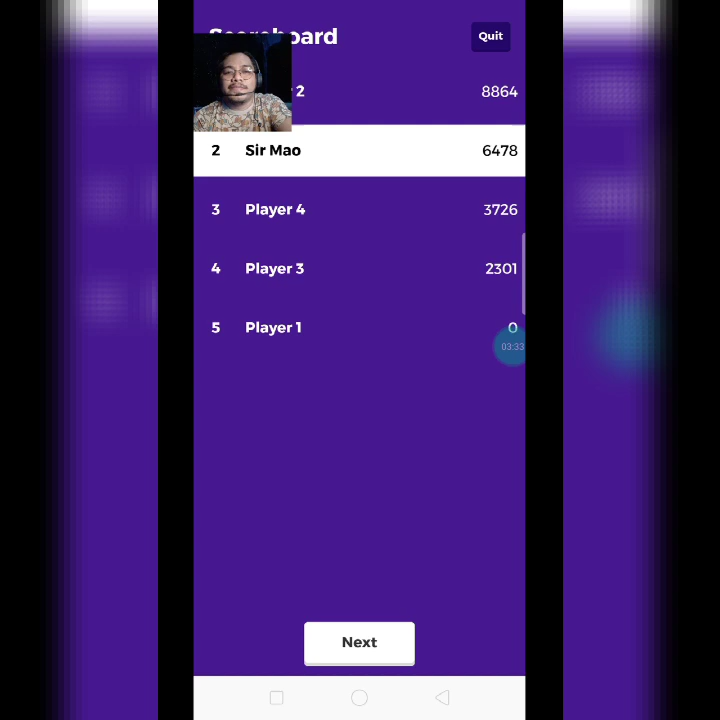 Quit
2 8864
2 Sir Mao 6478
3 Player 4 3726
4 Player 3 2301
5 Player 1 0
03:33
Next